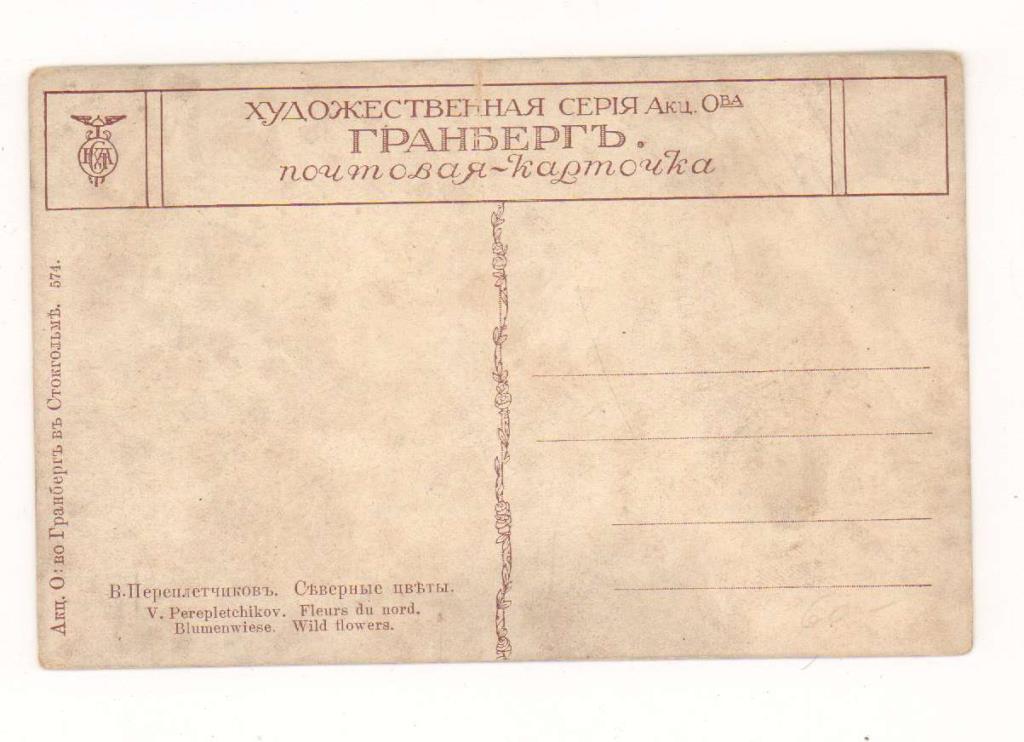 ХУДОЖЕСТВЕННАЯ СЕРІЯ АКЦ. ОВА
ГРАНБЕРГЪ.
почтовая-карточка
Акц. О:во Гранбергъ въ Стокгольмѣ. 574.
В.Переплетчиковъ. Сѣверные цвѣты.
V. Perepletchikov. Fleurs du nord.
Blumenwiese. Wild flowers.